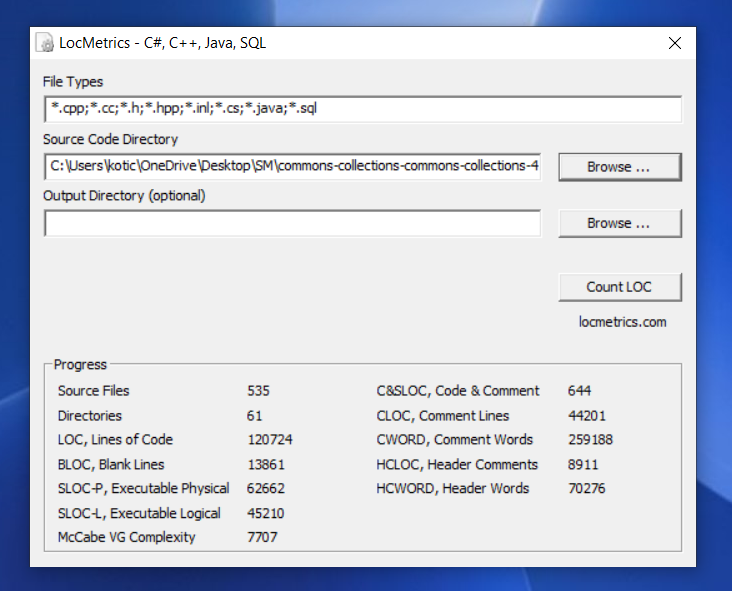 LocMetrics - C#, C++, Java, SQL
File Types
*.cpp;*.cc;*.h;*.hpp;*.inl;*.cs;*.java;*.sql
Source Code Directory
C:\Users\kotic\OneDrive\Desktop\SM\commons-collections-commons-collections-4
Browse ...
Output Directory (optional)
Browse ...
Count LOC
locmetrics.com
Progress
Source Files 535
Directories 61
LOC, Lines of Code 120724
BLOC, Blank Lines 13861
SLOC-P, Executable Physical 62662
SLOC-L, Executable Logical 45210
McCabe VG Complexity 7707
C&SLOC, Code & Comment 644
CLOC, Comment Lines 44201
CWORD, Comment Words 259188
HCLOC, Header Comments 8911
HCWORD, Header Words 70276